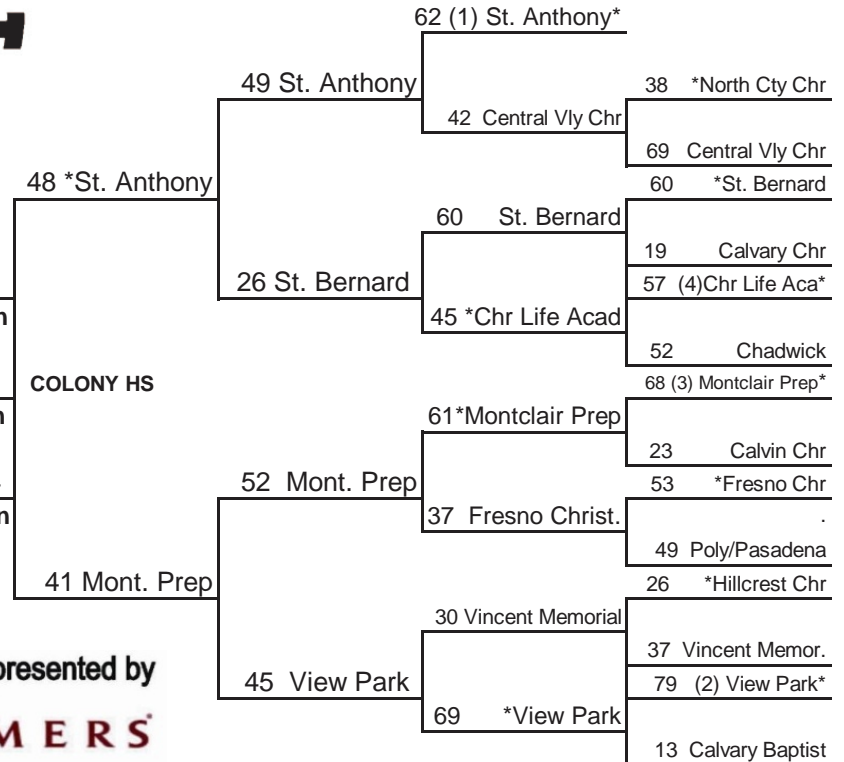 62 (1) St. Anthony*
49 St. Anthony
38 *North Cty Chr
42 Central Vly Chr
69 Central Vly Chr
48 *St. Anthony
60 *St. Bernard
60 St. Bernard
19 Calvary Chr
26 St. Bernard
57 (4)Chr Life Aca*
45 *Chr Life Acad
52 Chadwick
COLONY HS
68 (3) Montclair Prep*
61*Montclair Prep
23 Calvin Chr
52 Mont. Prep
53 *Fresno Chr
37 Fresno Christ.
.
49 Poly/Pasadena
41 Mont. Prep
26 *Hillcrest Chr
30 Vincent Memorial
37 Vincent Memor.
presented by
45 View Park
79 (2) View Park*
69 *View Park
13 Calvary Baptist